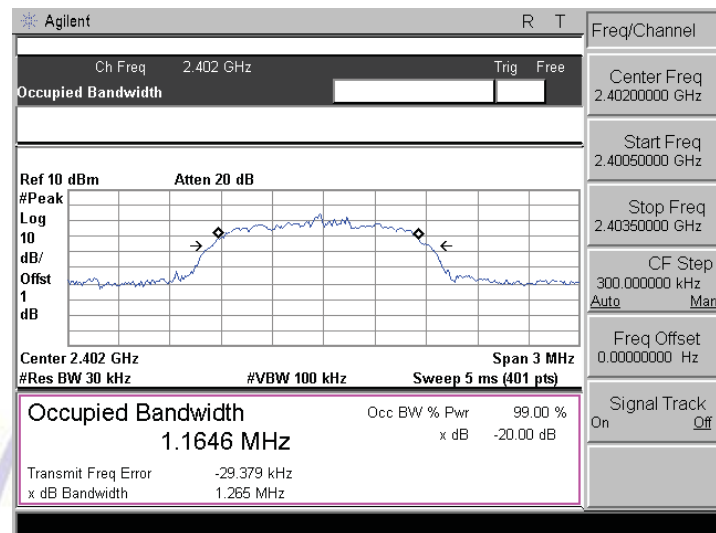 Agilent R T
Ch Freq 2.402 GHz Trig Free
Occupied Bandwidth
Ref 10 dBm Atten 20 dB
#Peak
Log
10
dB/
Offst
1
dB
Center 2.402 GHz Span 3 MHz
#Res BW 30 kHz #VBW 100 kHz Sweep 5 ms (401 pts)
Occupied Bandwidth
1.1646 MHz
Occ BW % Pwr 99.00 %
x dB -20.00 dB
Transmit Freq Error -29.379 kHz
x dB Bandwidth 1.265 MHz
Freq/Channel
Center Freq
2.40200000 GHz
Start Freq
2.40050000 GHz
Stop Freq
2.40350000 GHz
CF Step
300.000000 kHz
Auto Man
Freq Offset
0.00000000 Hz
Signal Track
On Off